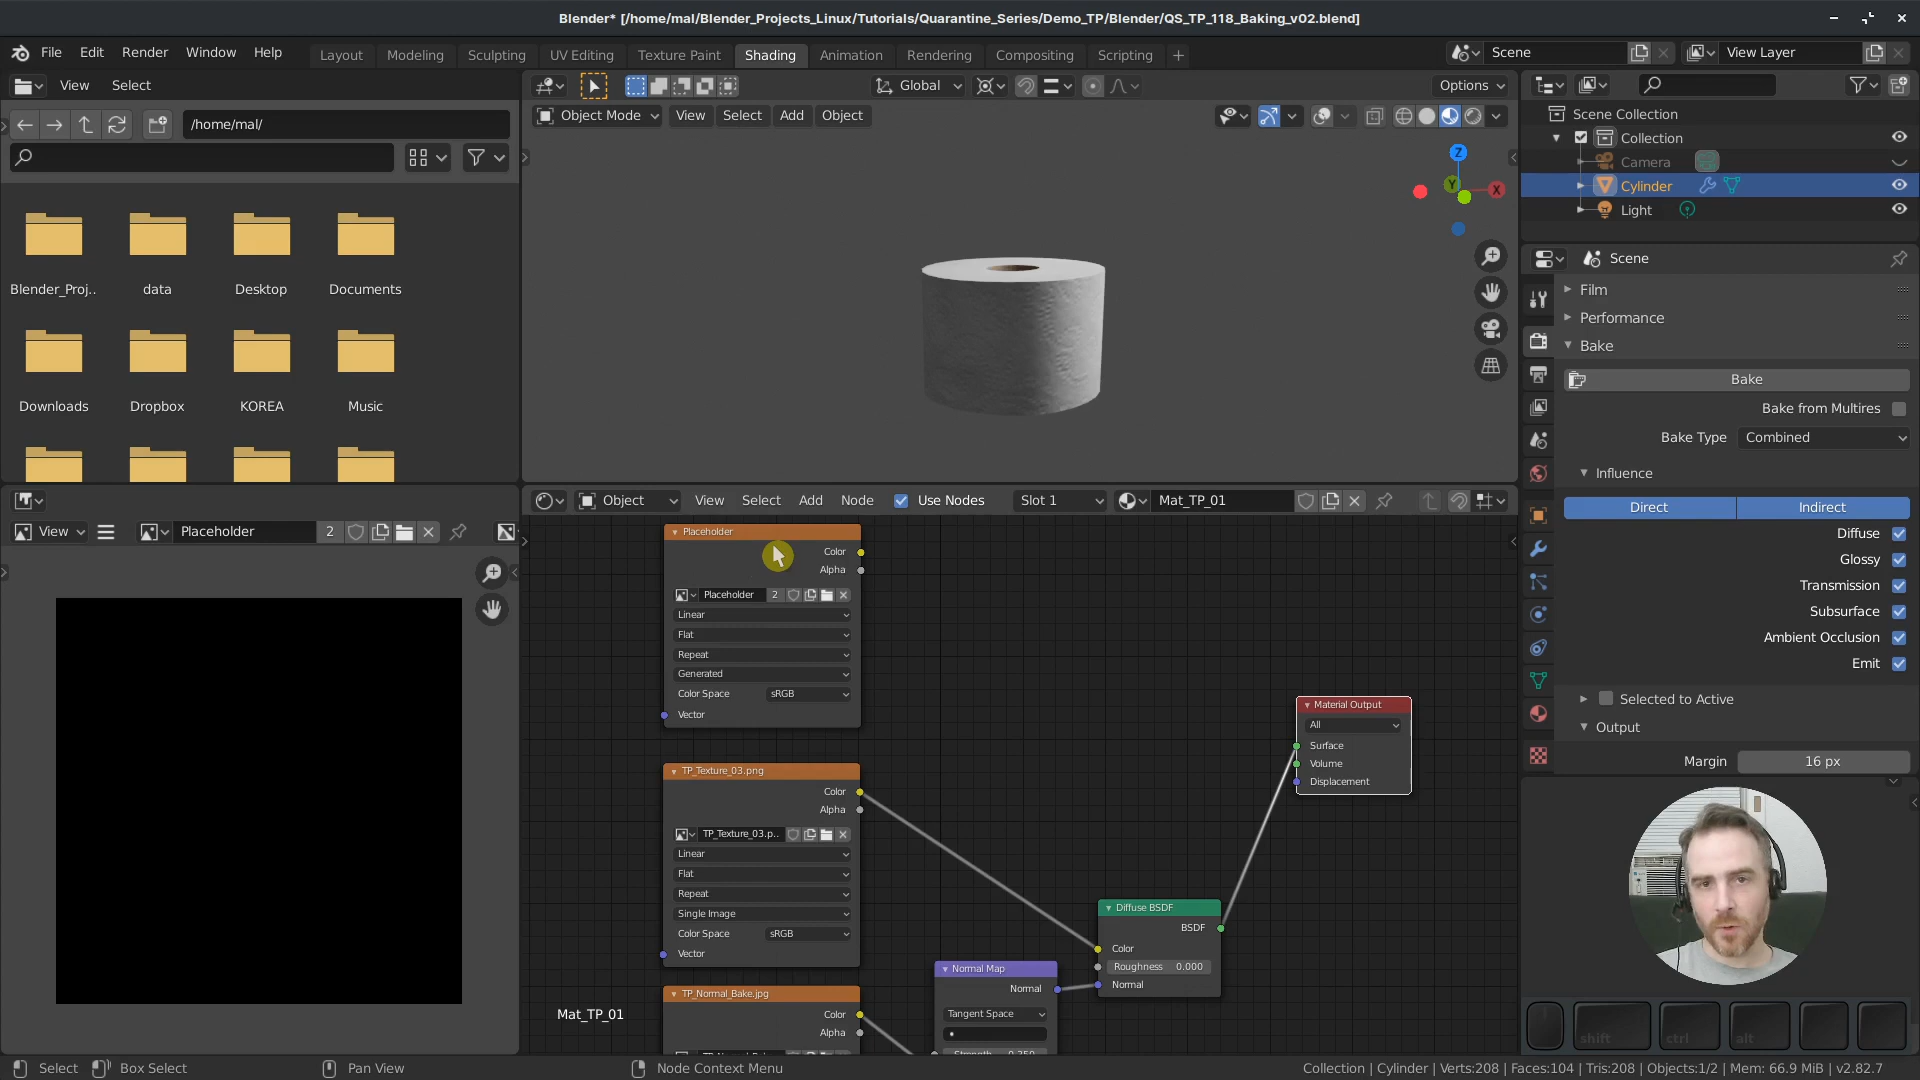 Blender* [/home/mal/Blender_Projects_Linux/Tutorials/Quarantine_Series/Demo_TP/Blender/QS_TP_118_Baking_v02.blend]
File Edit Render Window Help Layout Modeling Sculpting UV Editing Texture Paint Shading Animation Rendering Compositing Scripting + Scene View Layer
View Select
Global Options
/home/mal/
Object Mode View Select Add Object
Scene Collection
Collection
Camera
Cylinder
Light
Z
Y
X
Blender_Proj.. data Desktop Documents
Downloads Dropbox KOREA Music
Scene
Film
Performance
Bake
Bake
Bake from Multires
Bake Type Combined
Influence
Direct Indirect
Diffuse
Glossy
Transmission
Subsurface
Ambient Occlusion
Emit
Selected to Active
Output
Margin 16 px
Object View Select Add Node Use Nodes Slot 1 Mat_TP_01
View Placeholder 2
Placeholder
Color
Alpha
Placeholder 2
Linear
Flat
Repeat
Generated
Color Space sRGB
Vector
TP_Texture_03.png
Color
Alpha
TP_Texture_03.p..
Linear
Flat
Repeat
Single Image
Color Space sRGB
Vector
TP_Normal_Bake.jpg
Color
Alpha
Normal Map
Normal
Tangent Space
Strength 0.350
Diffuse BSDF
BSDF
Color
Roughness 0.000
Normal
Material Output
All
Surface
Volume
Displacement
Mat_TP_01
shift ctrl alt
Select Box Select Pan View Node Context Menu Collection | Cylinder | Verts:208 | Faces:104 | Tris:208 | Objects:1/2 | Mem: 66.9 MiB | v2.82.7